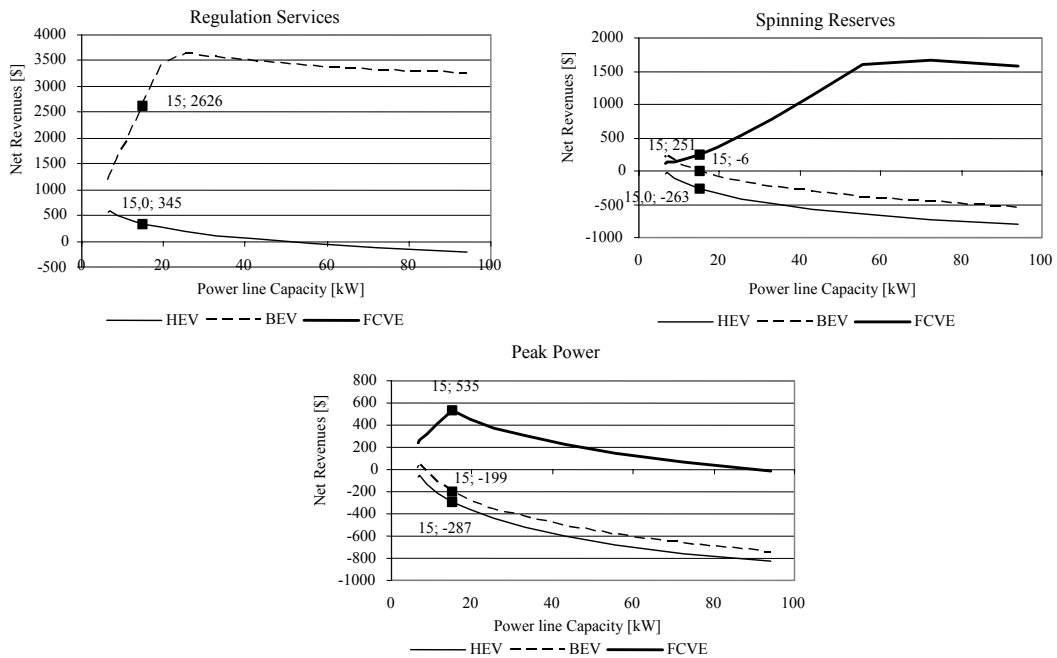 Regulation Services
Net Revenues [$]
4000
3500
3000
2500
2000
1500
1000
500
0
-500
15; 2626
15,0; 345
0 20 40 60 80 100
Power line Capacity [kW]
HEV BEV FCVE
Spinning Reserves
Net Revenues [$]
2000
1500
1000
500
0
-500
-1000
15; 251
15; -6
15,0; -263
0 20 40 60 80 100
Power line Capacity [kW]
HEV BEV FCVE
Peak Power
Net Revenues [$]
800
600
400
200
0
-200
-400
-600
-800
-1000
15; 535
15; -199
15; -287
0 20 40 60 80 100
Power line Capacity [kW]
HEV BEV FCVE